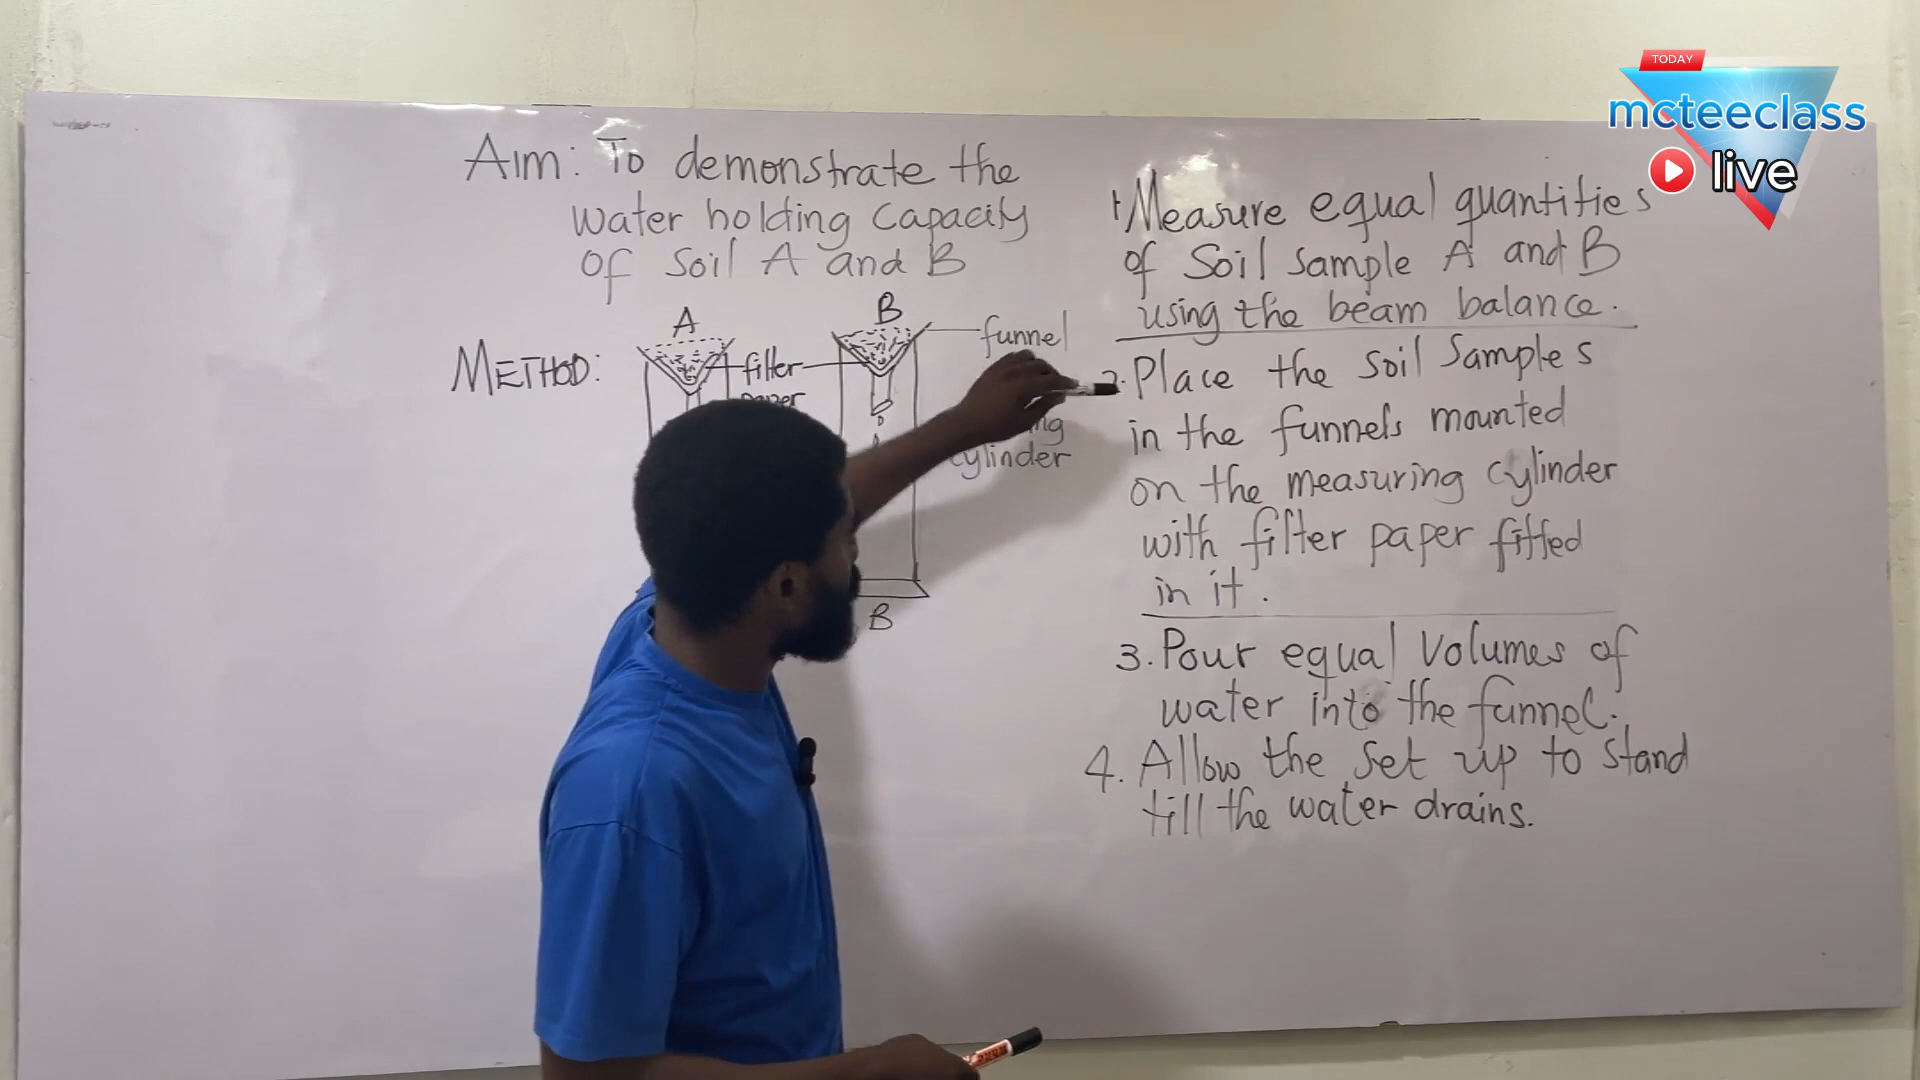 TODAY
mcteeclass
live
Aim: To demonstrate the
water holding capacity
of Soil A and B
METHOD:
A
B
filter
paper
funnel
cylinder
B
1 Measure equal quantities
of Soil sample A and B
using the beam balance.
2. Place the soil samples
in the funnels mounted
on the measuring cylinder
with filter paper fitted
in it.
3. Pour equal volumes of
water into the funnel.
4. Allow the set up to stand
till the water drains.